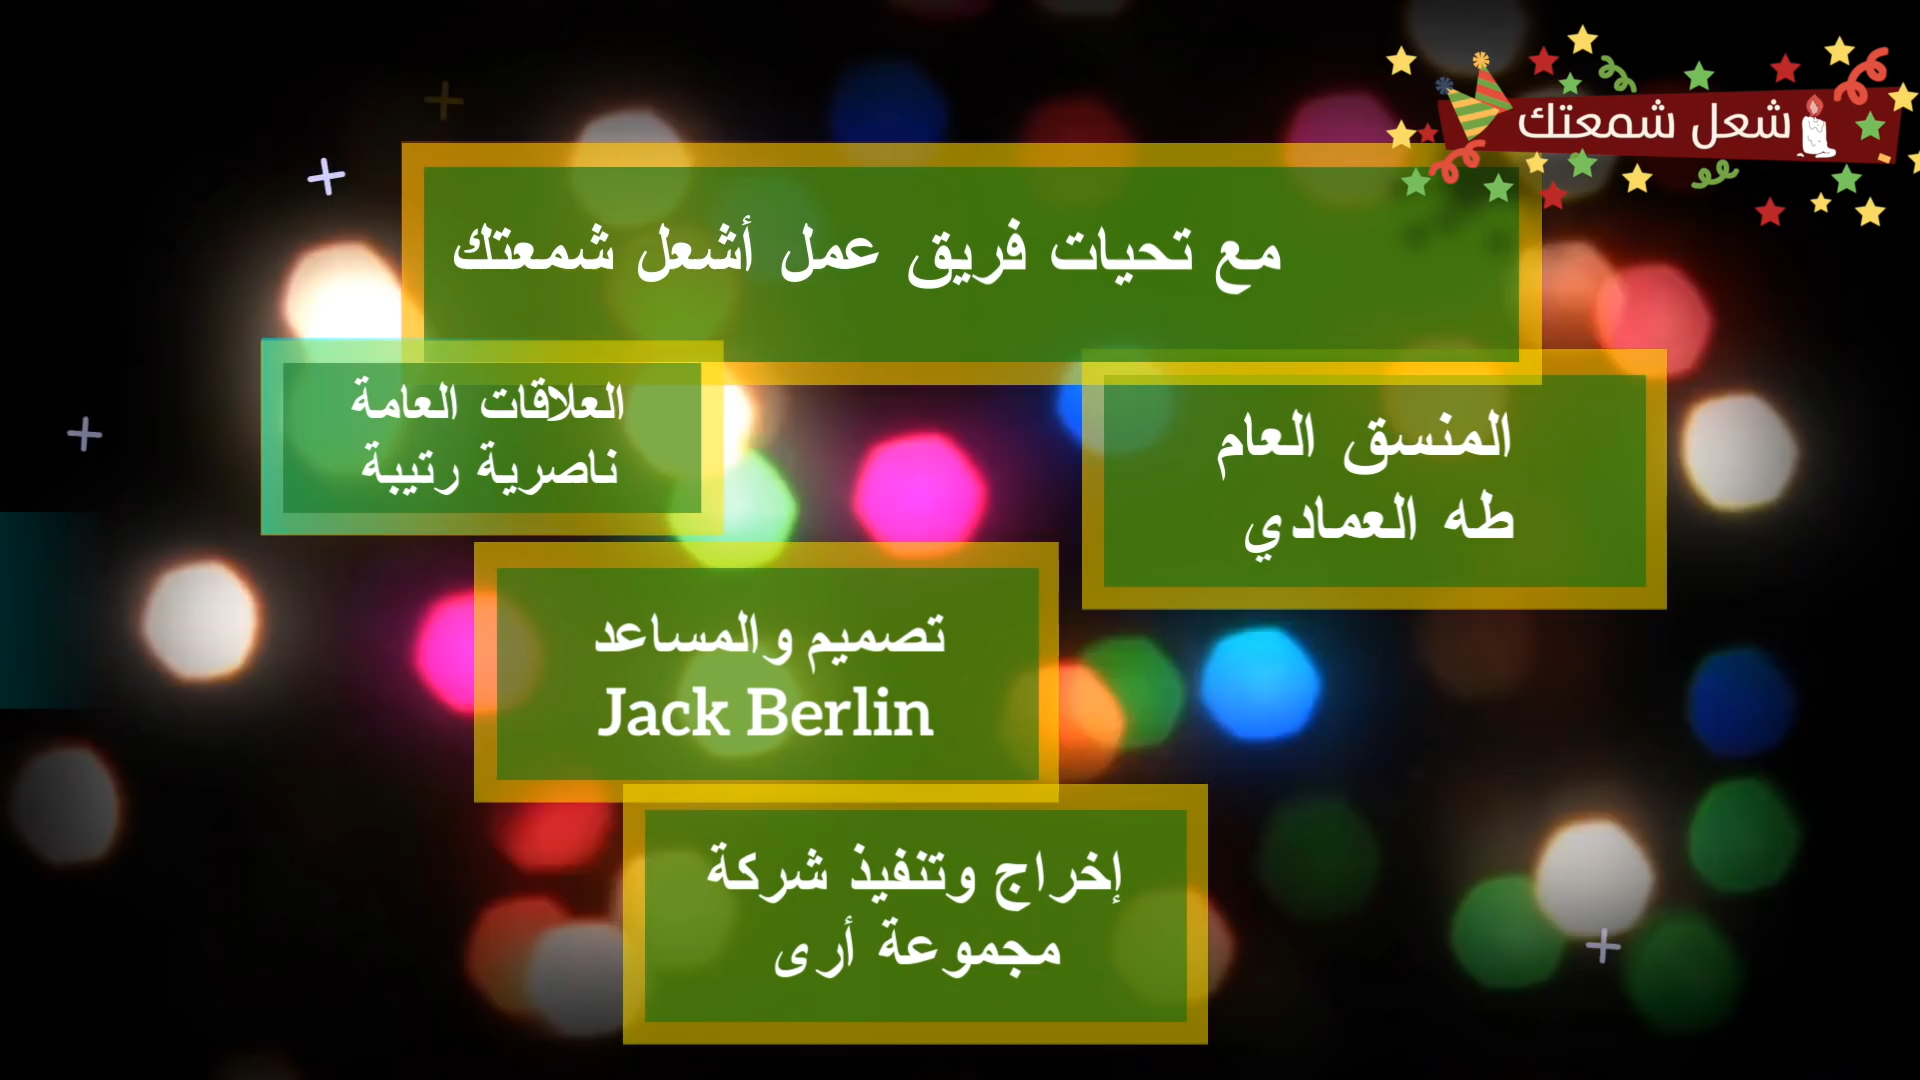 شعل شمعتك
مع تحيات فريق عمل أشعل شمعتك
المنسق العام
طه العمادي
العلاقات العامة
ناصرية رتيبة
تصميم والمساعد
Jack Berlin
إخراج وتنفيذ شركة
مجموعة أرى